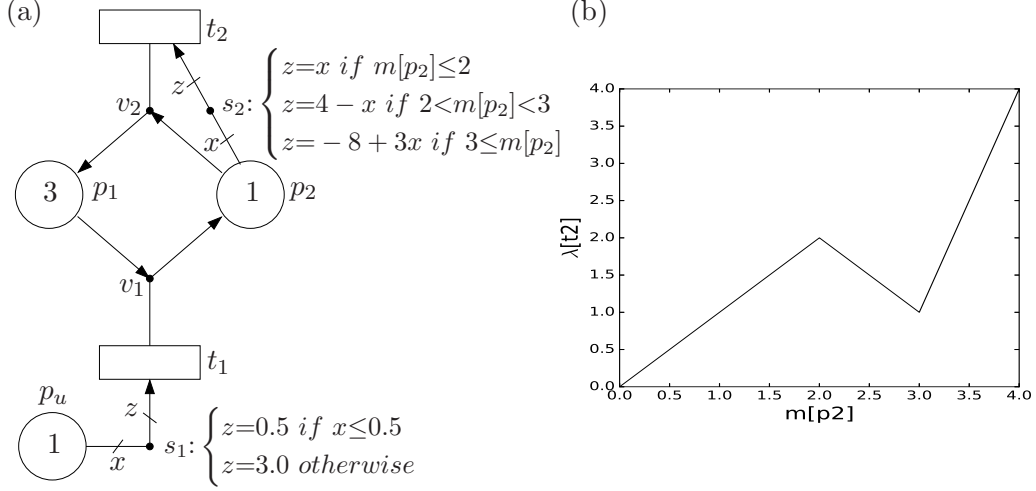 (a)
t₂
z
s₂:
z=x if m[p₂]≤2
z=4 − x if 2<m[p₂]<3
z=− 8 + 3x if 3≤m[p₂]
v₂
x
3
p₁
1
p₂
v₁
t₁
pᵤ
1
z
x
s₁:
z=0.5 if x≤0.5
z=3.0 otherwise
(b)
4.0
3.5
3.0
2.5
2.0
1.5
1.0
0.5
0.0
λ[t2]
0.0 0.5 1.0 1.5 2.0 2.5 3.0 3.5 4.0
m[p2]